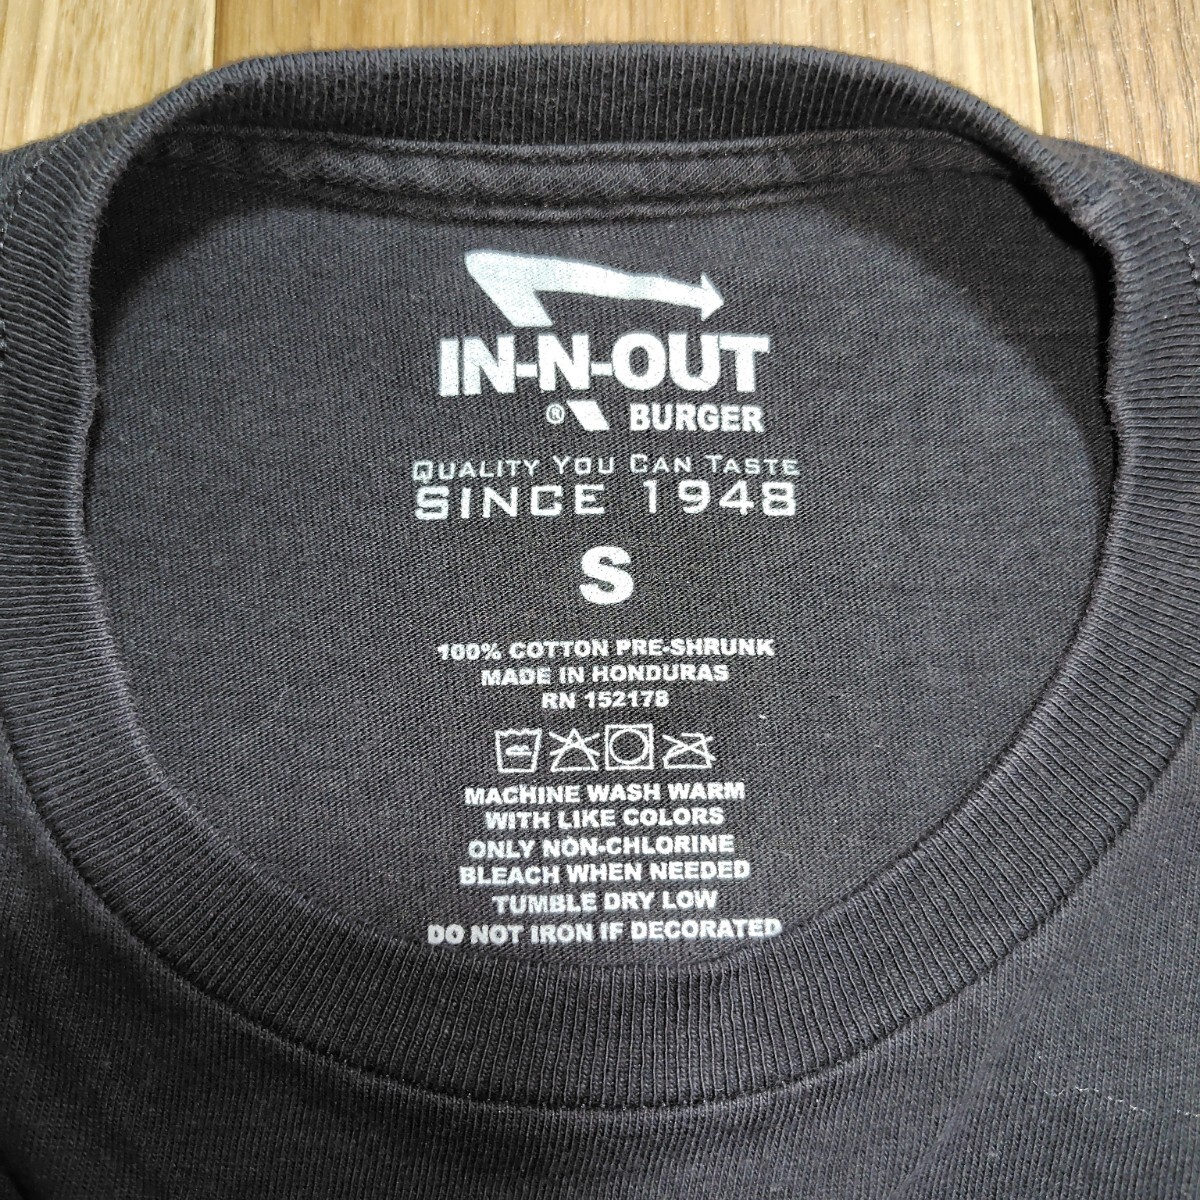 IN-N-OUT
® BURGER
QUALITY YOU CAN TASTE
SINCE 1948
S
100% COTTON PRE-SHRUNK
MADE IN HONDURAS
RN 152178
MACHINE WASH WARM
WITH LIKE COLORS
ONLY NON-CHLORINE
BLEACH WHEN NEEDED
TUMBLE DRY LOW
DO NOT IRON IF DECORATED